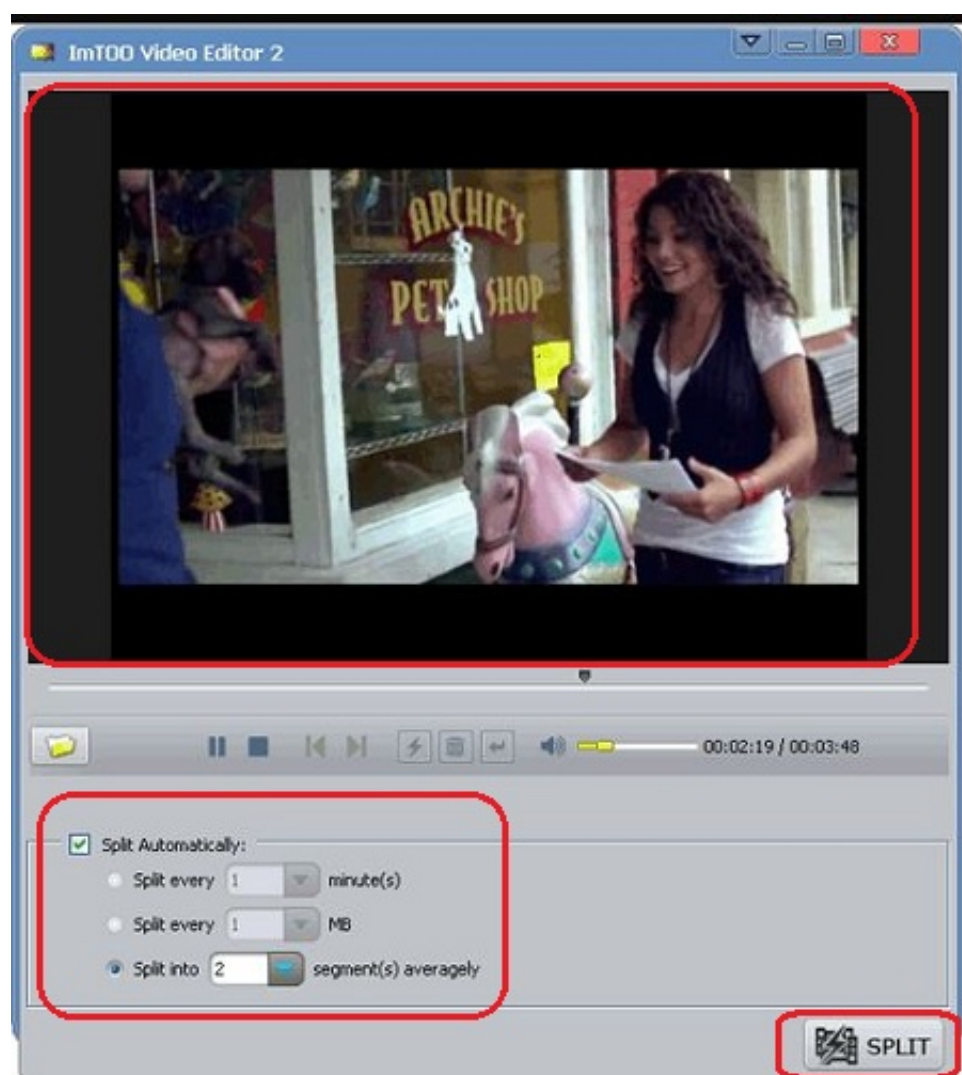 ImTOO Video Editor 2
ARCHIE'S
PET SHOP
00:02:19 / 00:03:48
Split Automatically:
Split every 1 minute(s)
Split every 1 MB
Split into 2 segment(s) averagely
SPLIT